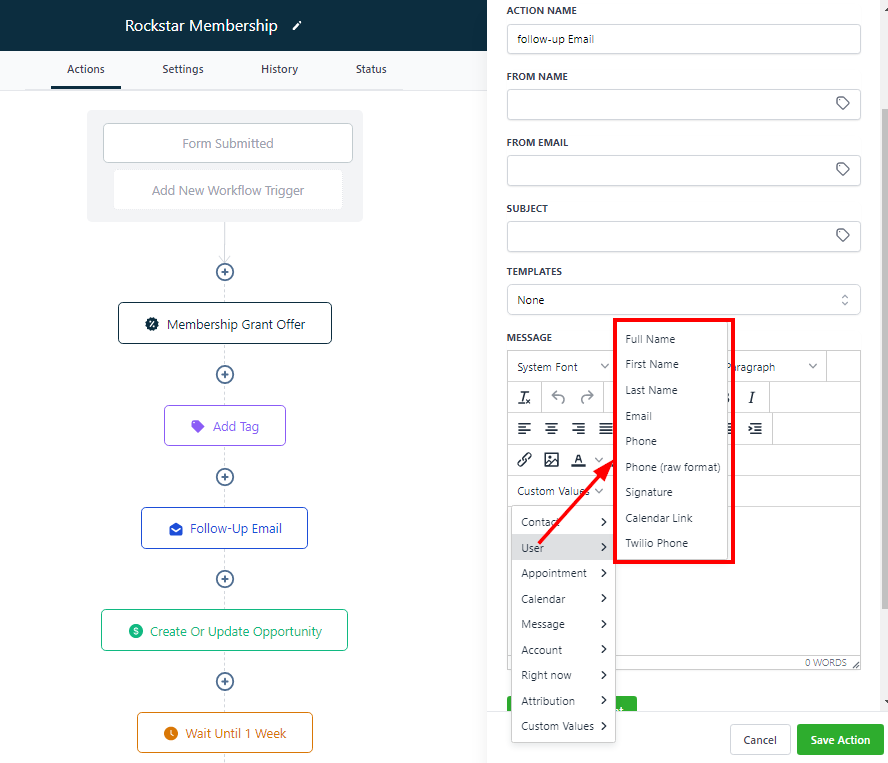 Rockstar Membership
Actions
Settings
History
Status
Form Submitted
Add New Workflow Trigger
Membership Grant Offer
Add Tag
Follow-Up Email
Create Or Update Opportunity
Wait Until 1 Week
ACTION NAME
follow-up Email
FROM NAME
FROM EMAIL
SUBJECT
TEMPLATES
None
MESSAGE
System Font
Paragraph
I
Custom Values
Contact
User
Appointment
Calendar
Message
Account
Right now
Attribution
Custom Values
Full Name
First Name
Last Name
Email
Phone
Phone (raw format)
Signature
Calendar Link
Twilio Phone
0 WORDS
Cancel
Save Action